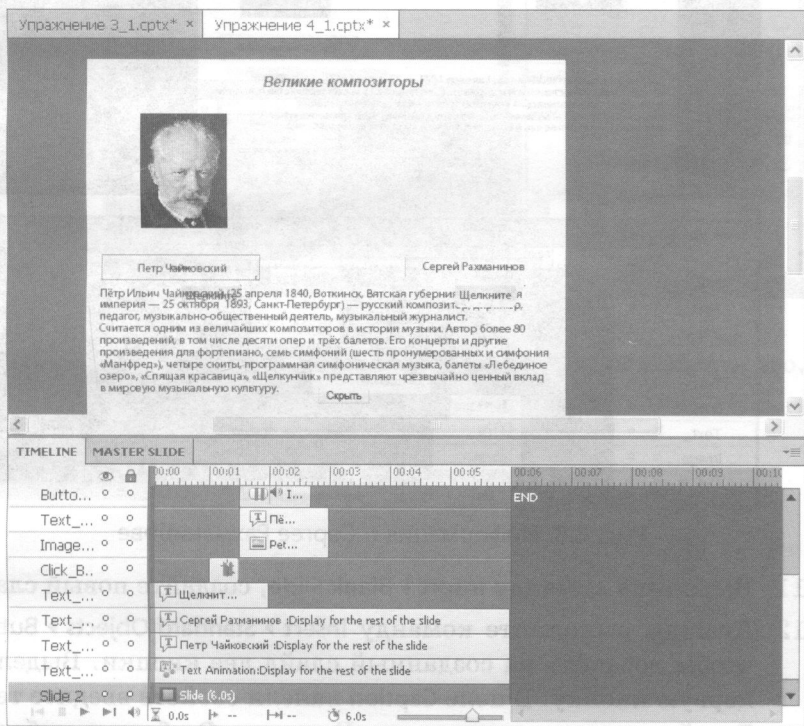 Упражнение 3_1.cptx* × Упражнение 4_1.cptx* ×
Великие композиторы
Петр Чайковский
Сергей Рахманинов
Пётр Ильич Чайковский (25 апреля 1840, Воткинск, Вятская губерния Щелкните я
империя — 25 октября 1893, Санкт-Петербург) — русский композитор, дирижер,
педагог, музыкально-общественный деятель, музыкальный журналист.
Считается одним из величайших композиторов в истории музыки. Автор более 80
произведений, в том числе десяти опер и трёх балетов. Его концерты и другие
произведения для фортепиано, семь симфоний (шесть пронумерованных и симфония
«Манфред»), четыре сюиты, программная симфоническая музыка, балеты «Лебединое
озеро», «Спящая красавица», «Щелкунчик» представляют чрезвычайно ценный вклад
в мировую музыкальную культуру.
Скрыть
TIMELINE MASTER SLIDE
00:00 00:01 00:02 00:03 00:04 00:05 00:06 00:07 00:08 00:09 00:10
Butto... I... END
Text_... Пё...
Image... Pet...
Click_B..
Text_... Щелкнит...
Text_... Сергей Рахманинов :Display for the rest of the slide
Text_... Петр Чайковский :Display for the rest of the slide
Text_... Text Animation:Display for the rest of the slide
Slide 2 Slide (6.0s)
0.0s -- -- 6.0s